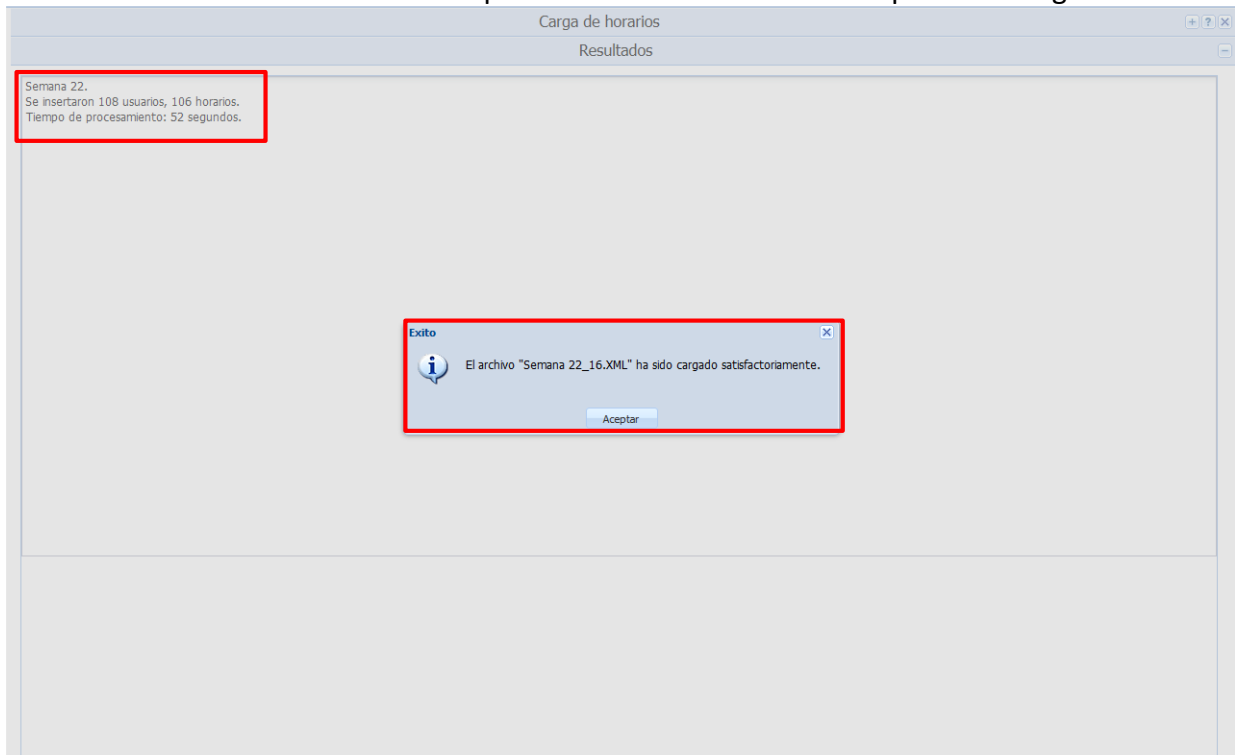 Carga de horarios
Resultados
Semana 22.
Se insertaron 108 usuarios, 106 horarios.
Tiempo de procesamiento: 52 segundos.
Exito
El archivo "Semana 22_16.XML" ha sido cargado satisfactoriamente.
Aceptar